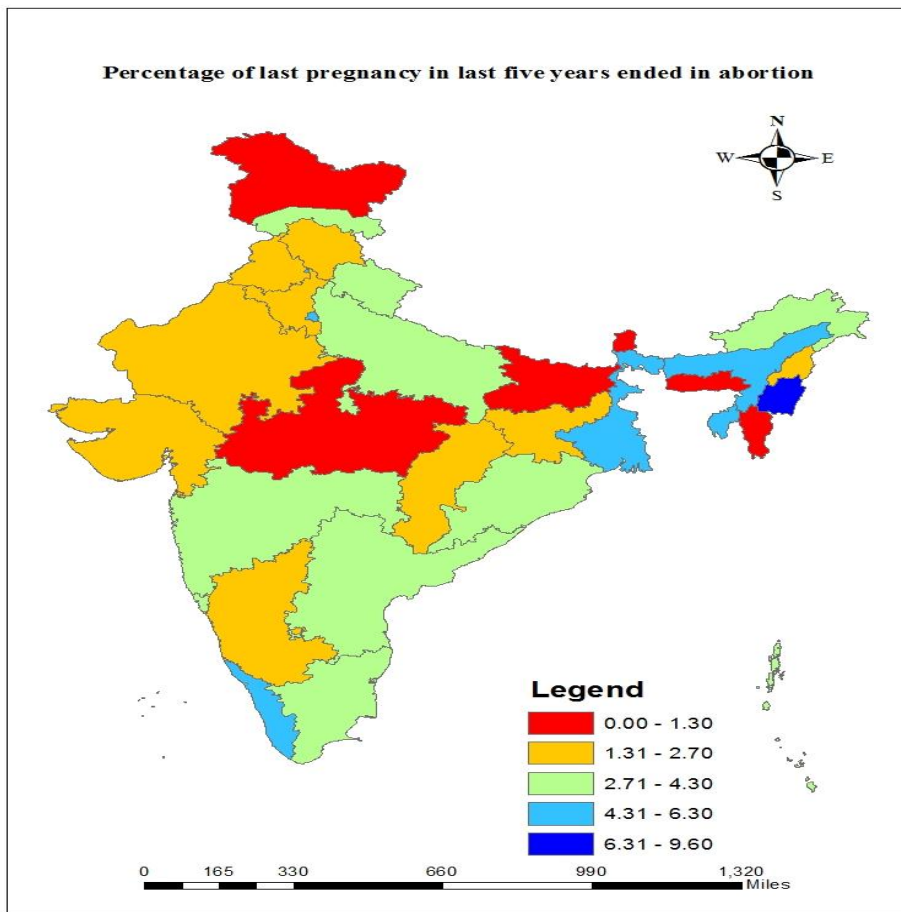 Percentage of last pregnancy in last five years ended in abortion
N
W E
S
Legend
0.00 - 1.30
1.31 - 2.70
2.71 - 4.30
4.31 - 6.30
6.31 - 9.60
0 165 330 660 990 1,320
Miles